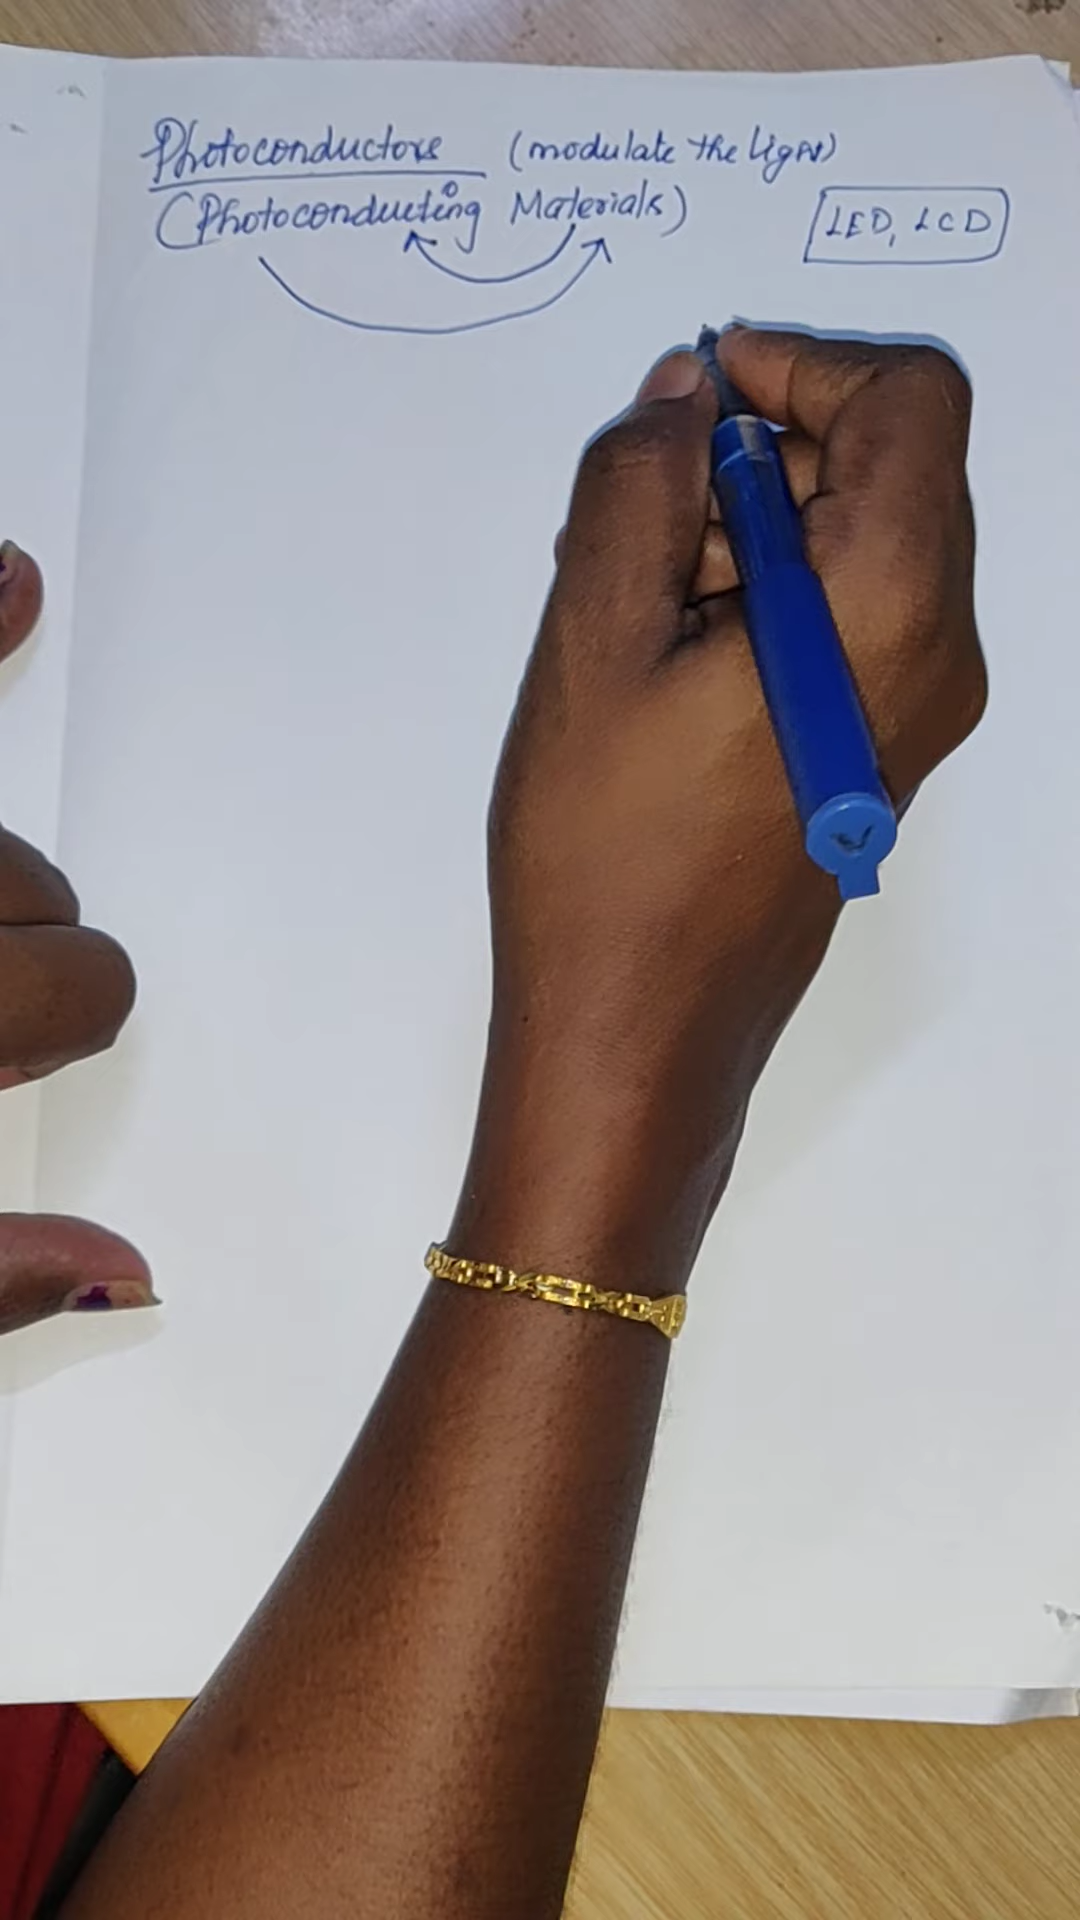 Photoconductors (modulate the light)
(Photoconducting Materials)
LED, LCD